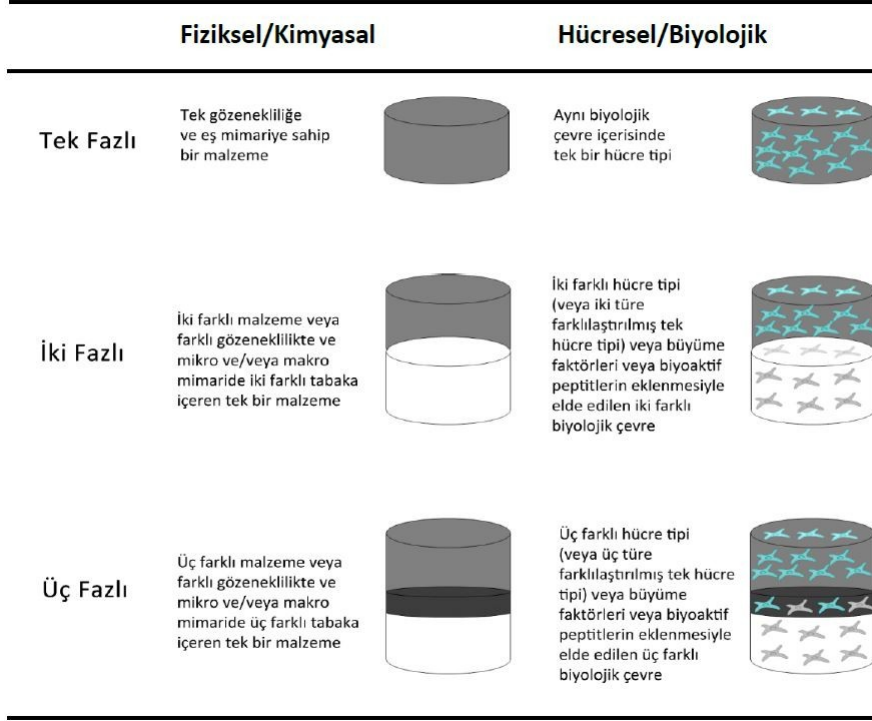 Fiziksel/Kimyasal
Hücresel/Biyolojik
Tek Fazlı
Tek gözenekliliğe
ve eş mimariye sahip
bir malzeme
Aynı biyolojik
çevre içerisinde
tek bir hücre tipi
İki Fazlı
İki farklı malzeme veya
farklı gözeneklilikte ve
mikro ve/veya makro
mimaride iki farklı tabaka
içeren tek bir malzeme
İki farklı hücre tipi
(veya iki türe
farklılaştırılmış tek
hücre tipi) veya büyüme
faktörleri veya biyoaktif
peptitlerin eklenmesiyle
elde edilen iki farklı
biyolojik çevre
Üç Fazlı
Üç farklı malzeme veya
farklı gözeneklilikte ve
mikro ve/veya makro
mimaride üç farklı tabaka
içeren tek bir malzeme
Üç farklı hücre tipi
(veya üç türe
farklılaştırılmış tek hücre
tipi) veya büyüme
faktörleri veya biyoaktif
peptitlerin eklenmesiyle
elde edilen üç farklı
biyolojik çevre